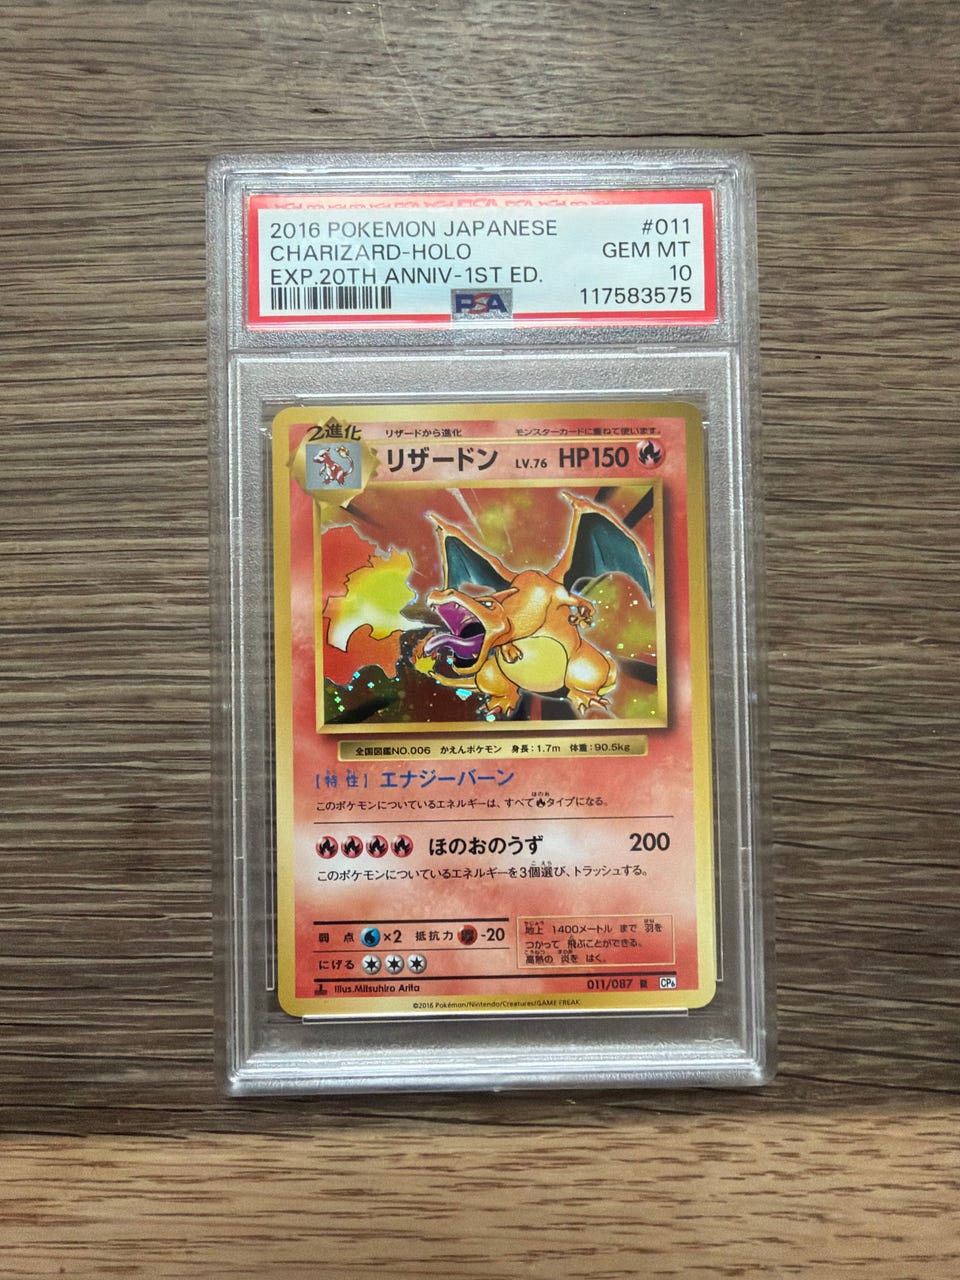 2016 POKEMON JAPANESE #011
CHARIZARD-HOLO GEM MT
EXP.20TH ANNIV-1ST ED. 10
PSA 117583575
2進化 リザードから進化 モンスターカードに重ねて使います。
リザードン LV.76 HP150
全国図鑑NO.006 かえんポケモン 身長:1.7m 体重:90.5kg
[特性] エナジーバーン
このポケモンについているエネルギーは、すべてタイプになる。
ほのおのうず 200
このポケモンについているエネルギーを3個選び、トラッシュする。
弱点 ×2 抵抗力 -20
にげる
地上 1400メートル まで 羽を
つかって 飛ぶことができる。
高熱の 炎を はく。
Illus.Mitsuhiro Arita 011/087 R CP6
©2016 Pokémon/Nintendo/Creatures/GAME FREAK